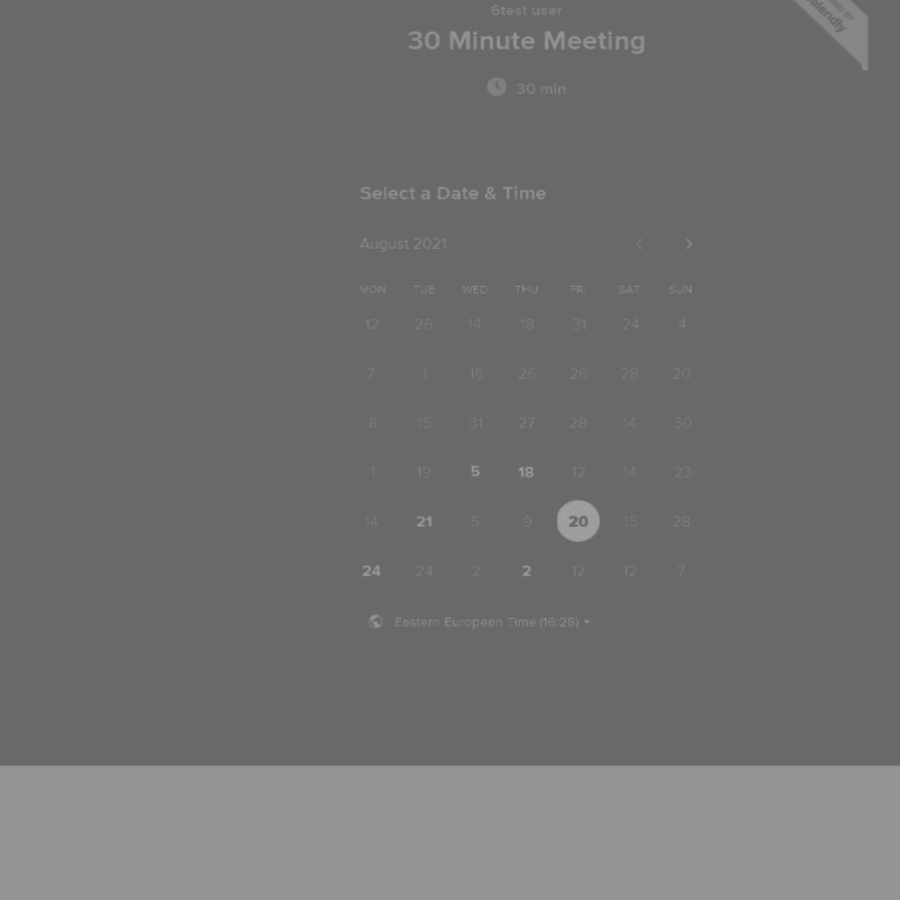 6test user
30 Minute Meeting
30 min
Select a Date & Time
August 2021
MON TUE WED THU FRI SAT SUN
12 26 14 18 31 24 4
7 1 16 26 26 28 20
8 15 31 27 28 14 30
1 19 5 18 12 14 23
14 21 5 9 20 15 28
24 24 2 2 12 12 7
Eastern European Time (16:28)